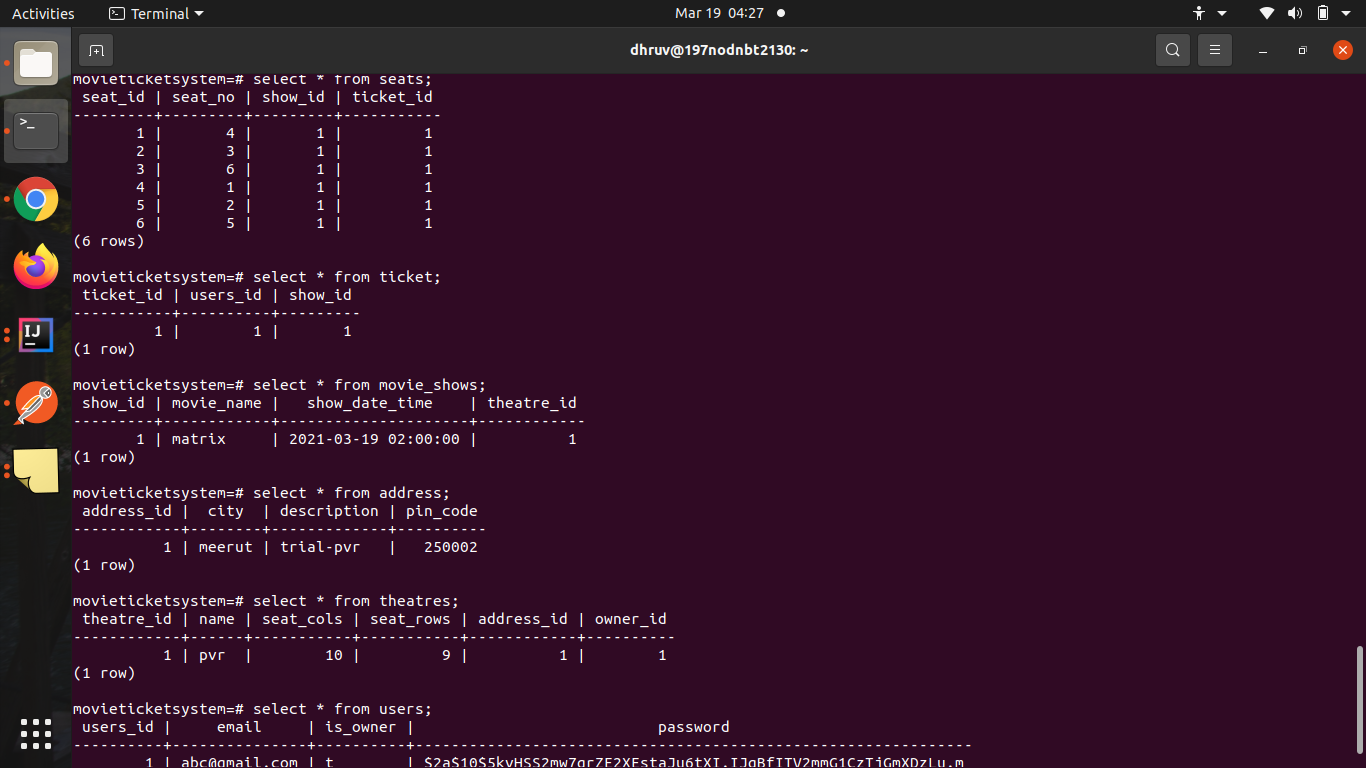 Activities Terminal Mar 19 04:27
dhruv@197nodnbt2130: ~
movieticketsystem=# select * from seats;
 seat_id | seat_no | show_id | ticket_id
---------+---------+---------+-----------
       1 |       4 |       1 |         1
       2 |       3 |       1 |         1
       3 |       6 |       1 |         1
       4 |       1 |       1 |         1
       5 |       2 |       1 |         1
       6 |       5 |       1 |         1
(6 rows)
movieticketsystem=# select * from ticket;
 ticket_id | users_id | show_id
-----------+----------+---------
         1 |        1 |       1
(1 row)
movieticketsystem=# select * from movie_shows;
 show_id | movie_name |   show_date_time    | theatre_id
---------+------------+---------------------+------------
       1 | matrix     | 2021-03-19 02:00:00 |          1
(1 row)
movieticketsystem=# select * from address;
 address_id |  city  | description | pin_code
------------+--------+-------------+----------
          1 | meerut | trial-pvr   |   250002
(1 row)
movieticketsystem=# select * from theatres;
 theatre_id | name | seat_cols | seat_rows | address_id | owner_id
------------+------+-----------+-----------+------------+----------
          1 | pvr  |        10 |         9 |          1 |        1
(1 row)
movieticketsystem=# select * from users;
 users_id |     email     | is_owner |                           password
----------+---------------+----------+--------------------------------------------------------------
        1 | abc@gmail.com | t        |